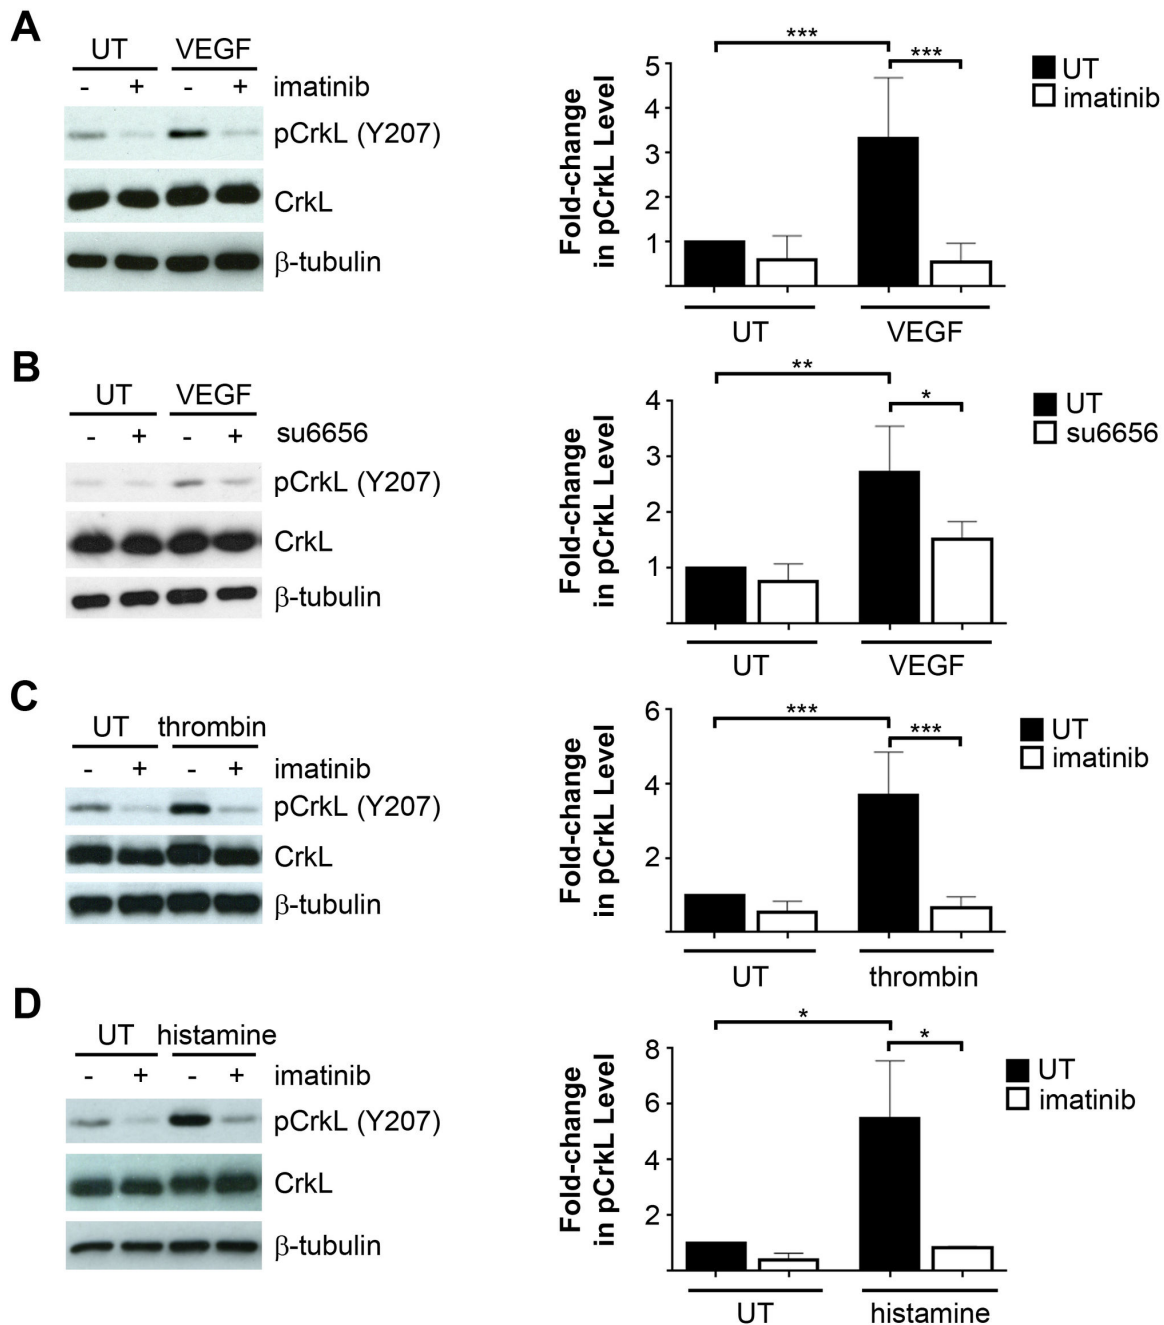 A
UT VEGF
- + - + imatinib
pCrkL (Y207)
CrkL
β-tubulin
*** ***
Fold-change
in pCrkL Level
5
4
3
2
1
UT VEGF
UT
imatinib
B
UT VEGF
- + - + su6656
pCrkL (Y207)
CrkL
β-tubulin
** *
Fold-change
in pCrkL Level
4
3
2
1
UT VEGF
UT
su6656
C
UT thrombin
- + - + imatinib
pCrkL (Y207)
CrkL
β-tubulin
*** ***
Fold-change
in pCrkL Level
6
4
2
UT thrombin
UT
imatinib
D
UT histamine
- + - + imatinib
pCrkL (Y207)
CrkL
β-tubulin
* *
Fold-change
in pCrkL Level
8
6
4
2
UT histamine
UT
imatinib